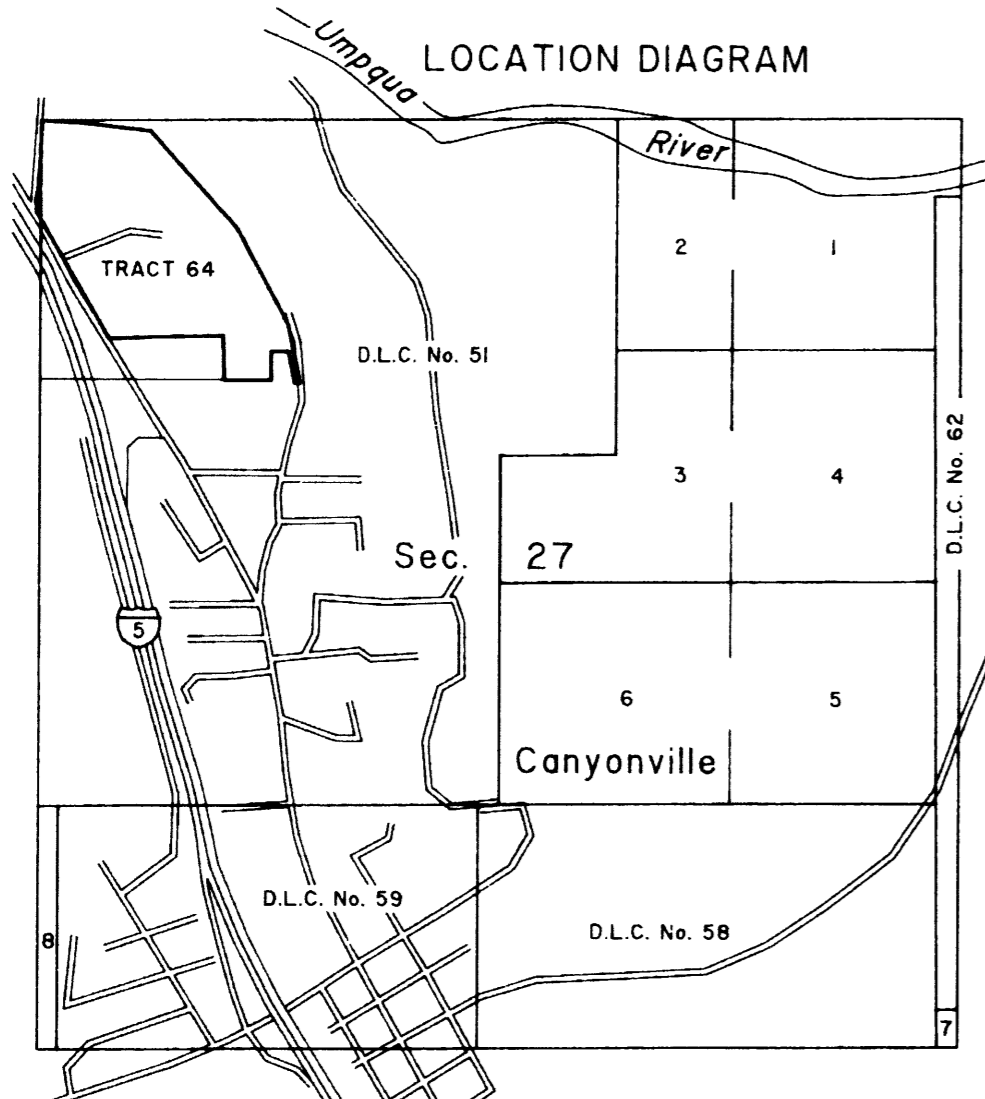 LOCATION DIAGRAM
Umpqua
River
2
1
TRACT 64
D.L.C. No. 51
D.L.C. No. 62
3
4
Sec. 27
5
6
5
Canyonville
D.L.C. No. 59
D.L.C. No. 58
8
7